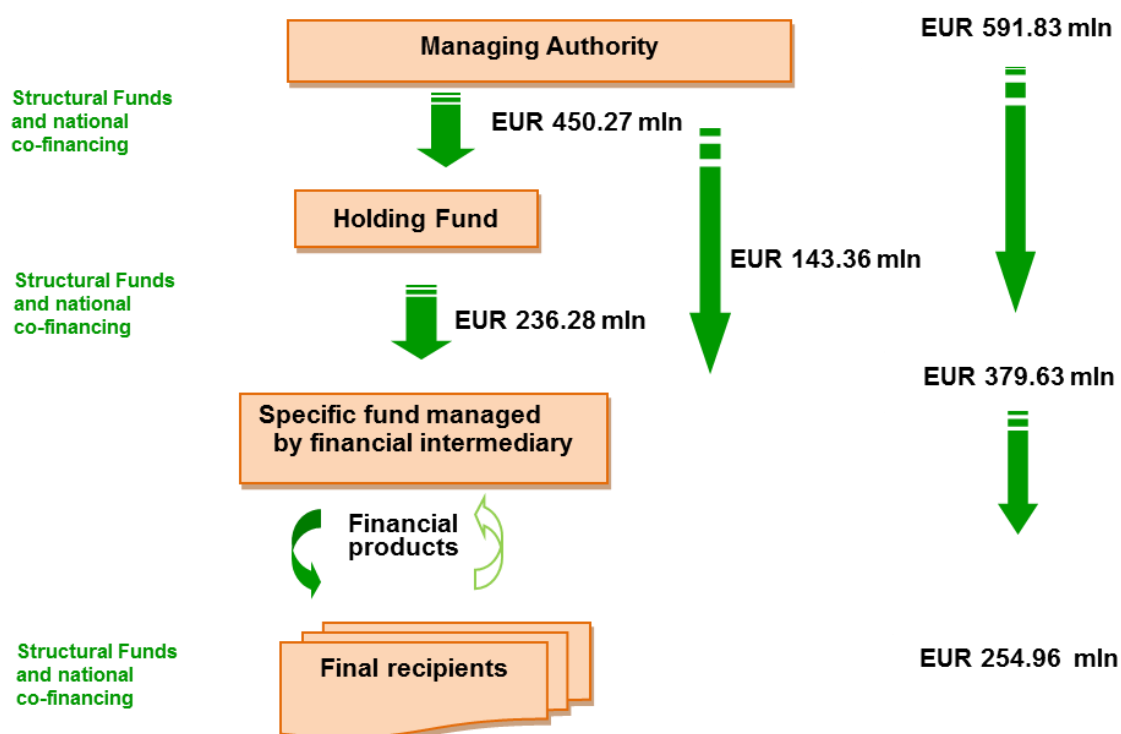 EUR 591.83 mln
Managing Authority
Structural Funds
and national
co-financing
EUR 450.27 mln
Holding Fund
EUR 143.36 mln
Structural Funds
and national
co-financing
EUR 236.28 mln
EUR 379.63 mln
Specific fund managed
by financial intermediary
Financial
products
Structural Funds
and national
co-financing
Final recipients
EUR 254.96 mln